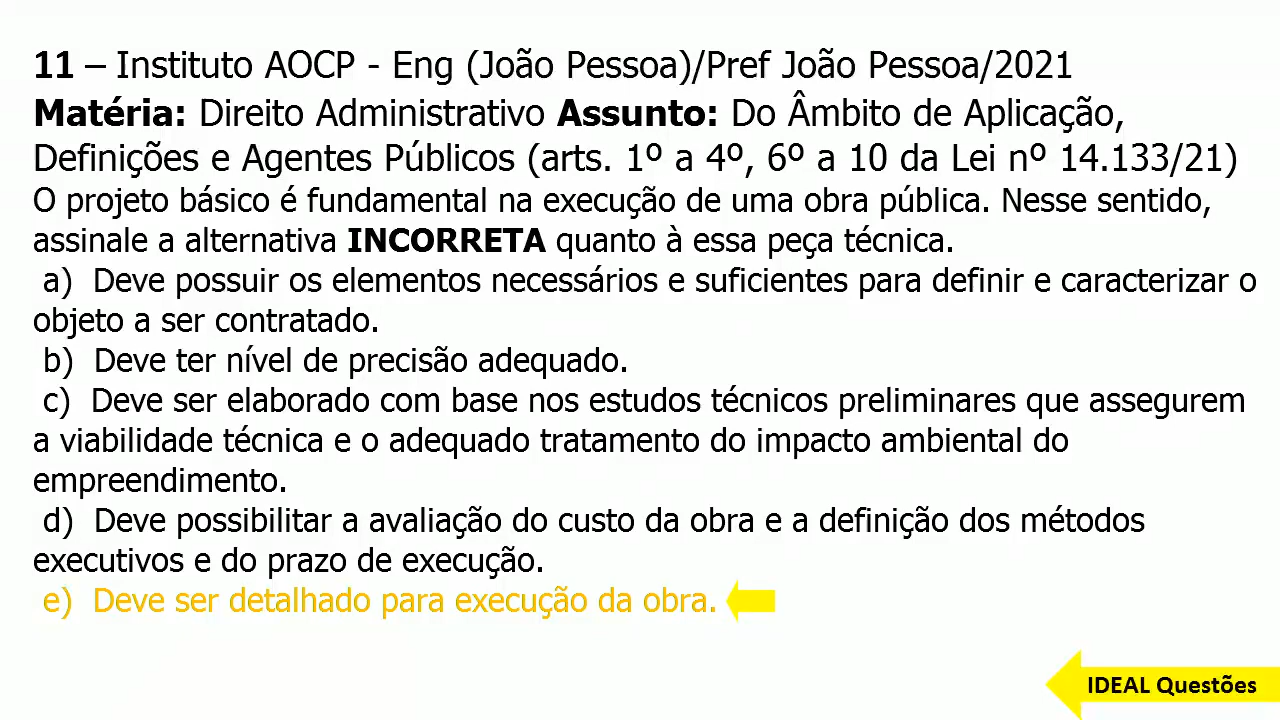 11 – Instituto AOCP - Eng (João Pessoa)/Pref João Pessoa/2021
Matéria: Direito Administrativo Assunto: Do Âmbito de Aplicação,
Definições e Agentes Públicos (arts. 1º a 4º, 6º a 10 da Lei nº 14.133/21)
O projeto básico é fundamental na execução de uma obra pública. Nesse sentido,
assinale a alternativa INCORRETA quanto à essa peça técnica.
a) Deve possuir os elementos necessários e suficientes para definir e caracterizar o
objeto a ser contratado.
b) Deve ter nível de precisão adequado.
c) Deve ser elaborado com base nos estudos técnicos preliminares que assegurem
a viabilidade técnica e o adequado tratamento do impacto ambiental do
empreendimento.
d) Deve possibilitar a avaliação do custo da obra e a definição dos métodos
executivos e do prazo de execução.
e) Deve ser detalhado para execução da obra.
IDEAL Questões